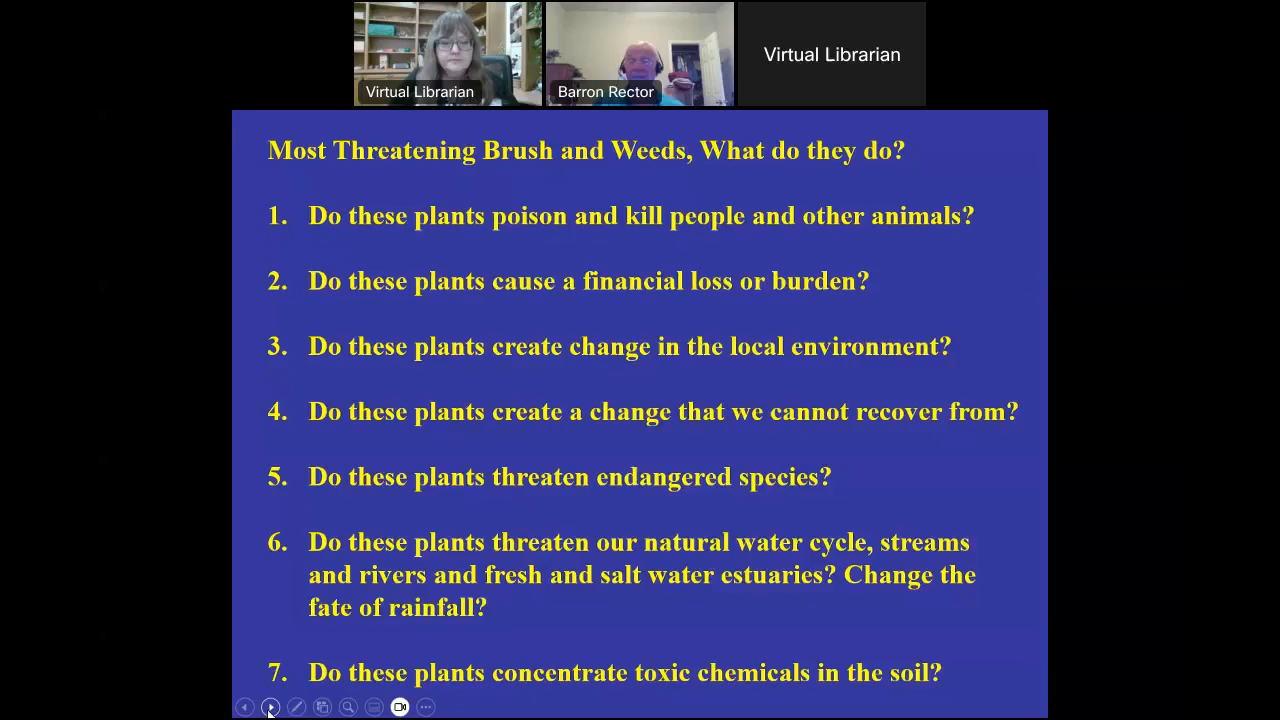 Virtual Librarian
Barron Rector
Virtual Librarian
Most Threatening Brush and Weeds, What do they do?
1. Do these plants poison and kill people and other animals?
2. Do these plants cause a financial loss or burden?
3. Do these plants create change in the local environment?
4. Do these plants create a change that we cannot recover from?
5. Do these plants threaten endangered species?
6. Do these plants threaten our natural water cycle, streams
and rivers and fresh and salt water estuaries? Change the
fate of rainfall?
7. Do these plants concentrate toxic chemicals in the soil?